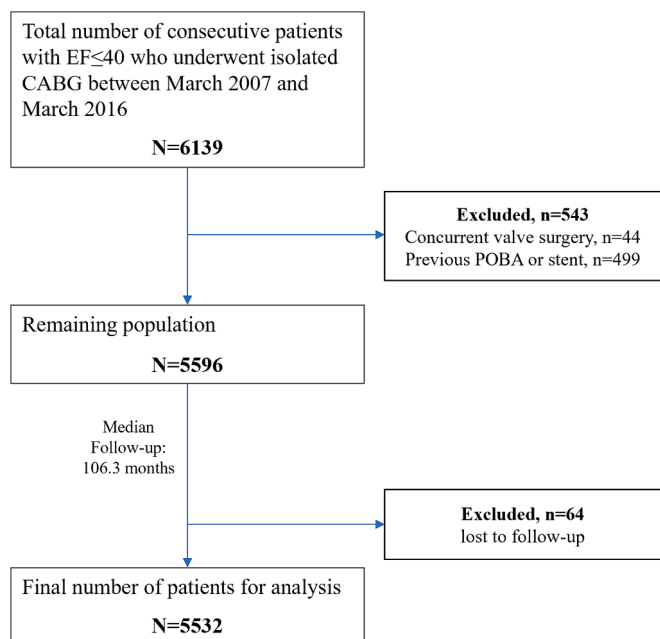 Total number of consecutive patients
with EF≤40 who underwent isolated
CABG between March 2007 and
March 2016
N=6139
Excluded, n=543
Concurrent valve surgery, n=44
Previous POBA or stent, n=499
Remaining population
N=5596
Median
Follow-up:
106.3 months
Excluded, n=64
lost to follow-up
Final number of patients for analysis
N=5532